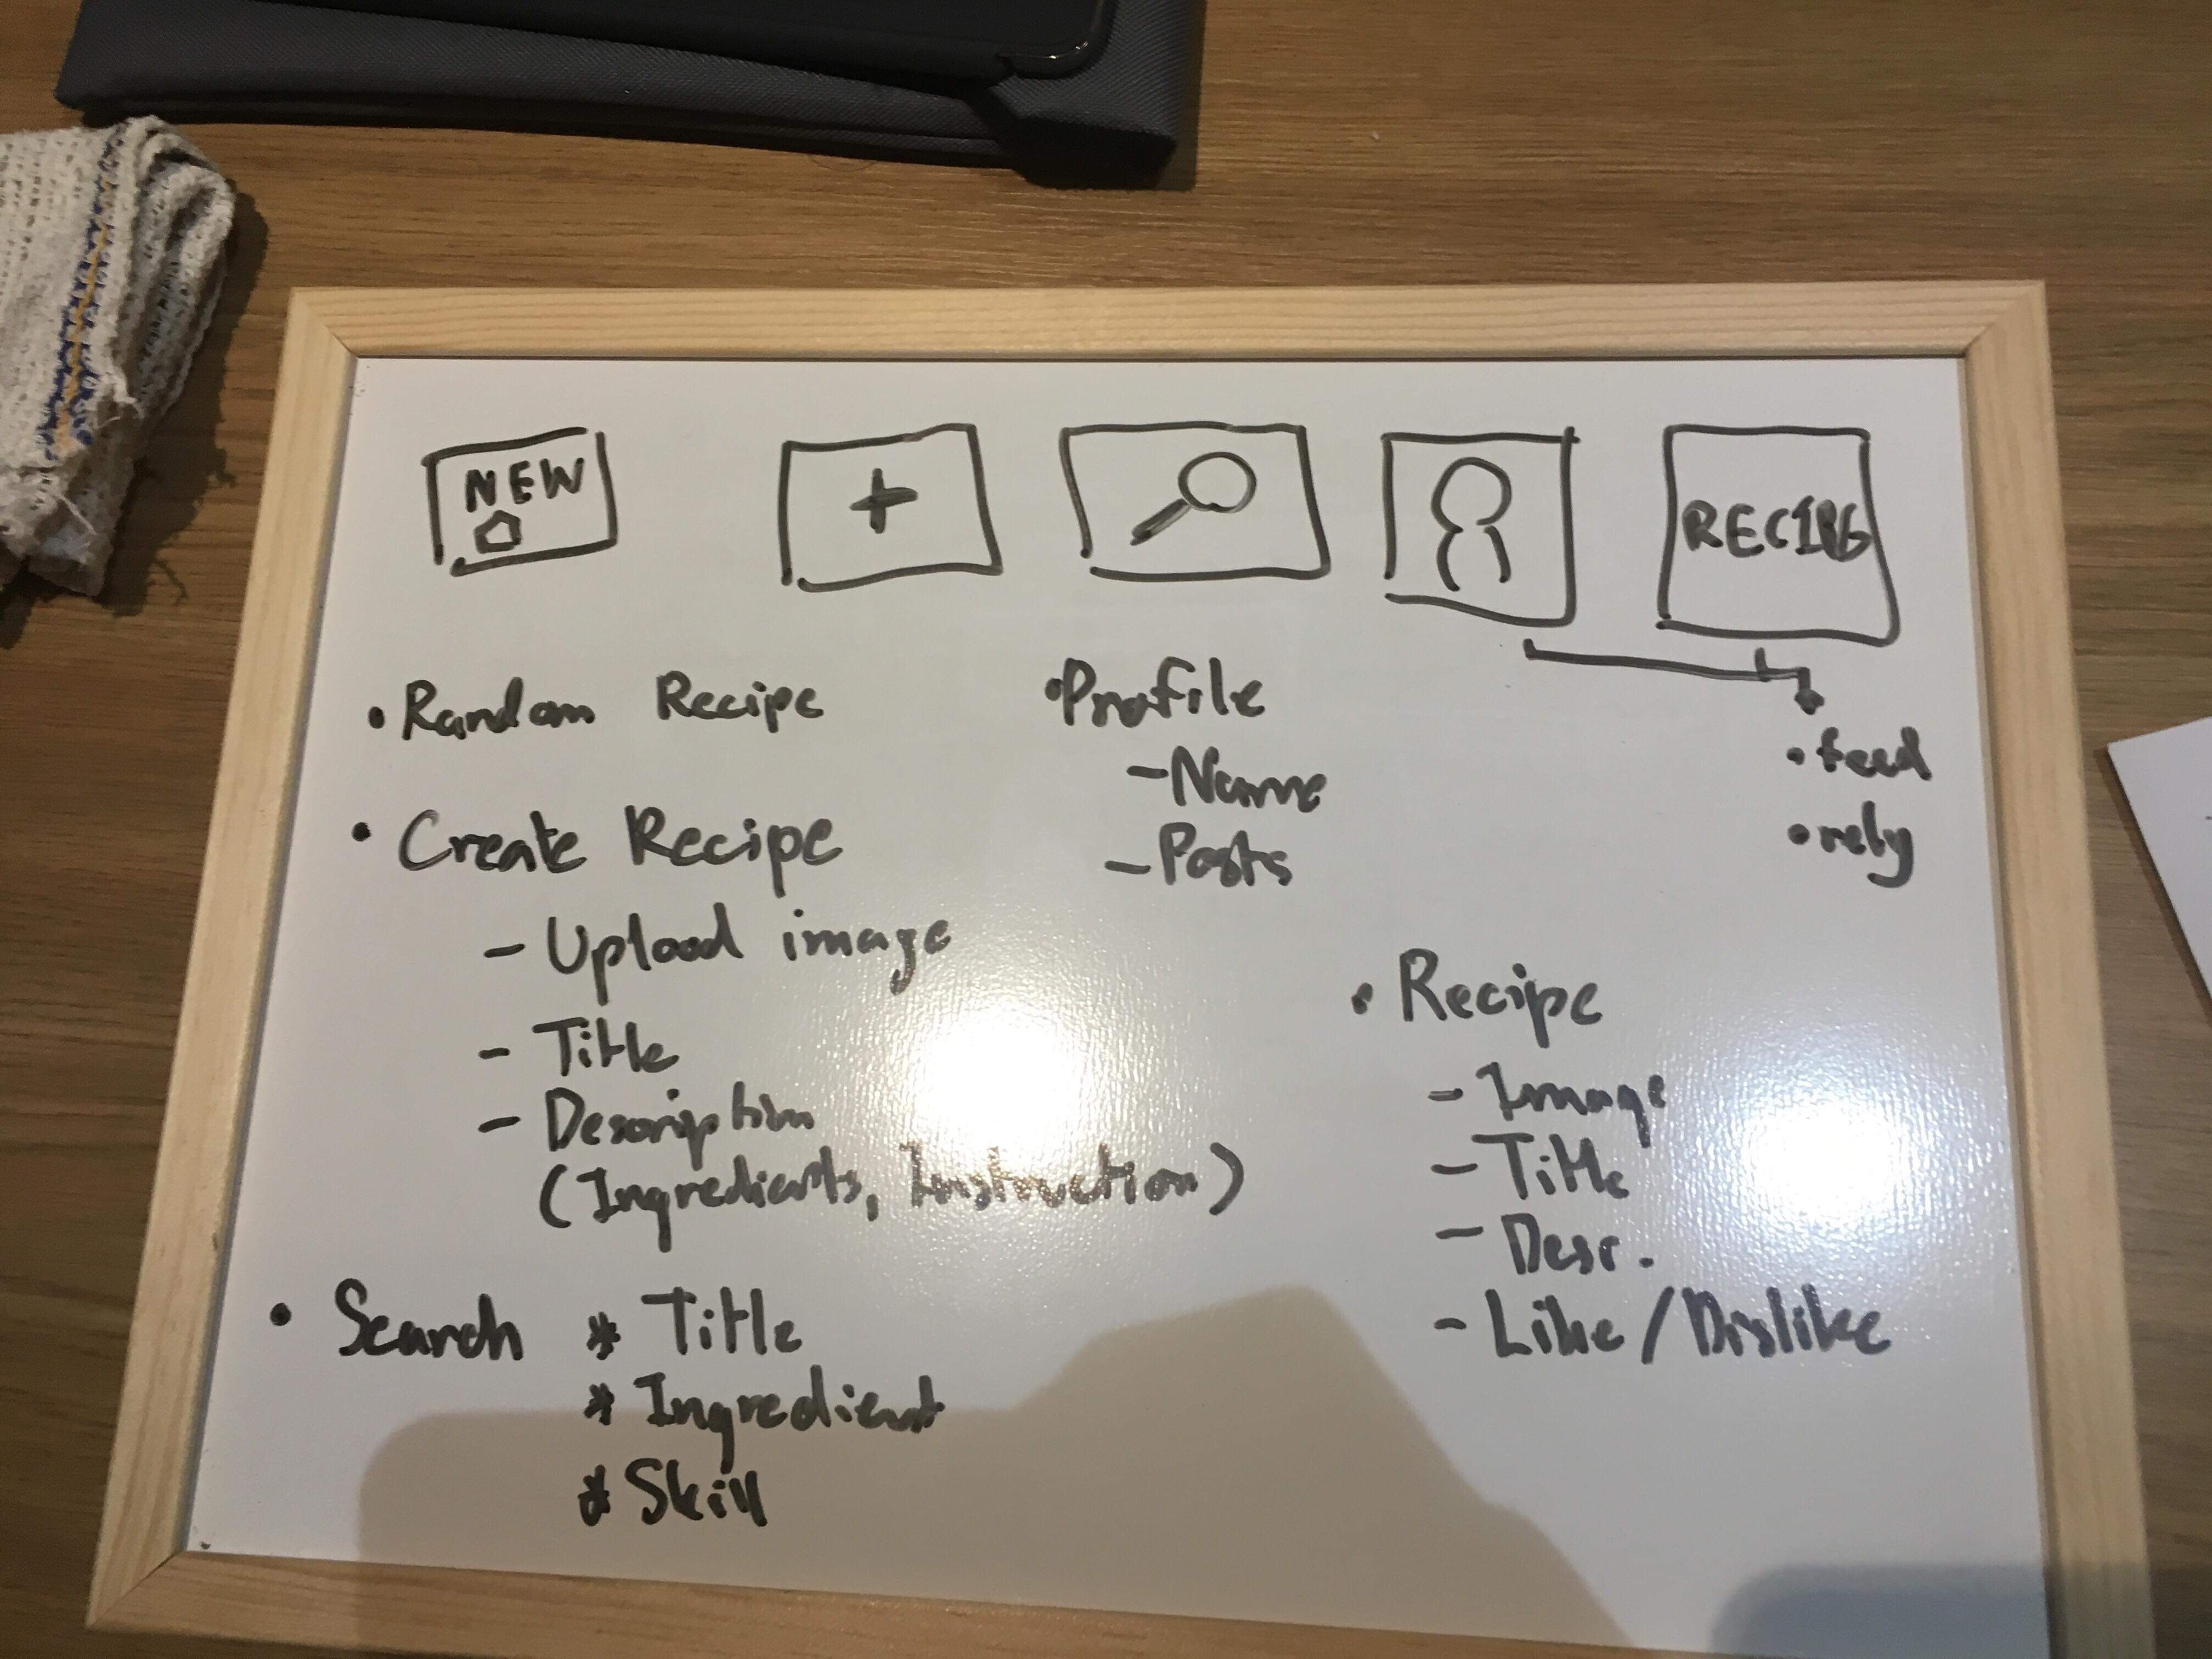 NEW
+
RECIPE
• Random Recipe
• Create Recipe
- Upload image
- Title
- Description
(Ingredients, Instruction)
• Search * Title
* Ingredient
* Skill
• Profile
- Name
- Posts
• feed
• rely
• Recipe
- Image
- Title
- Desr.
- Like / Dislike